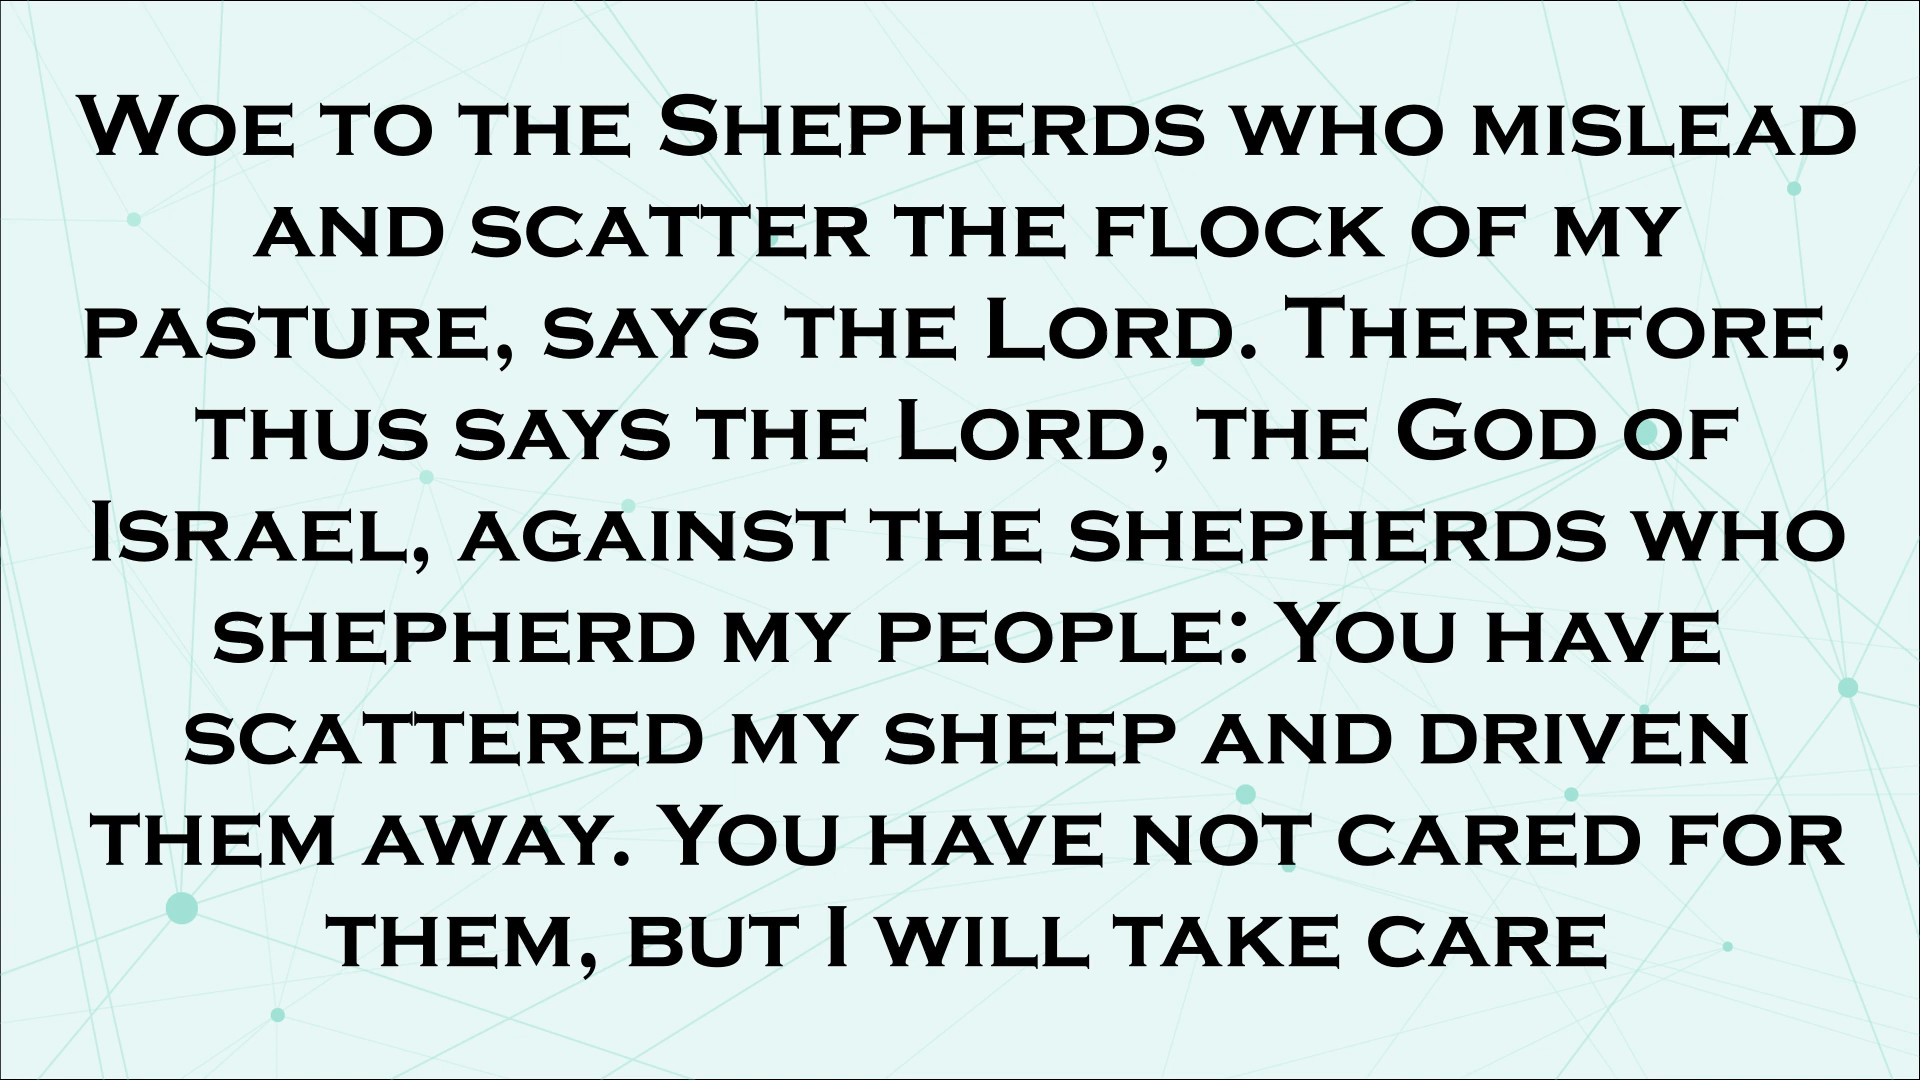 Woe to the Shepherds who mislead
and scatter the flock of my
pasture, says the Lord. Therefore,
thus says the Lord, the God of
Israel, against the shepherds who
shepherd my people: You have
scattered my sheep and driven
them away. You have not cared for
them, but I will take care